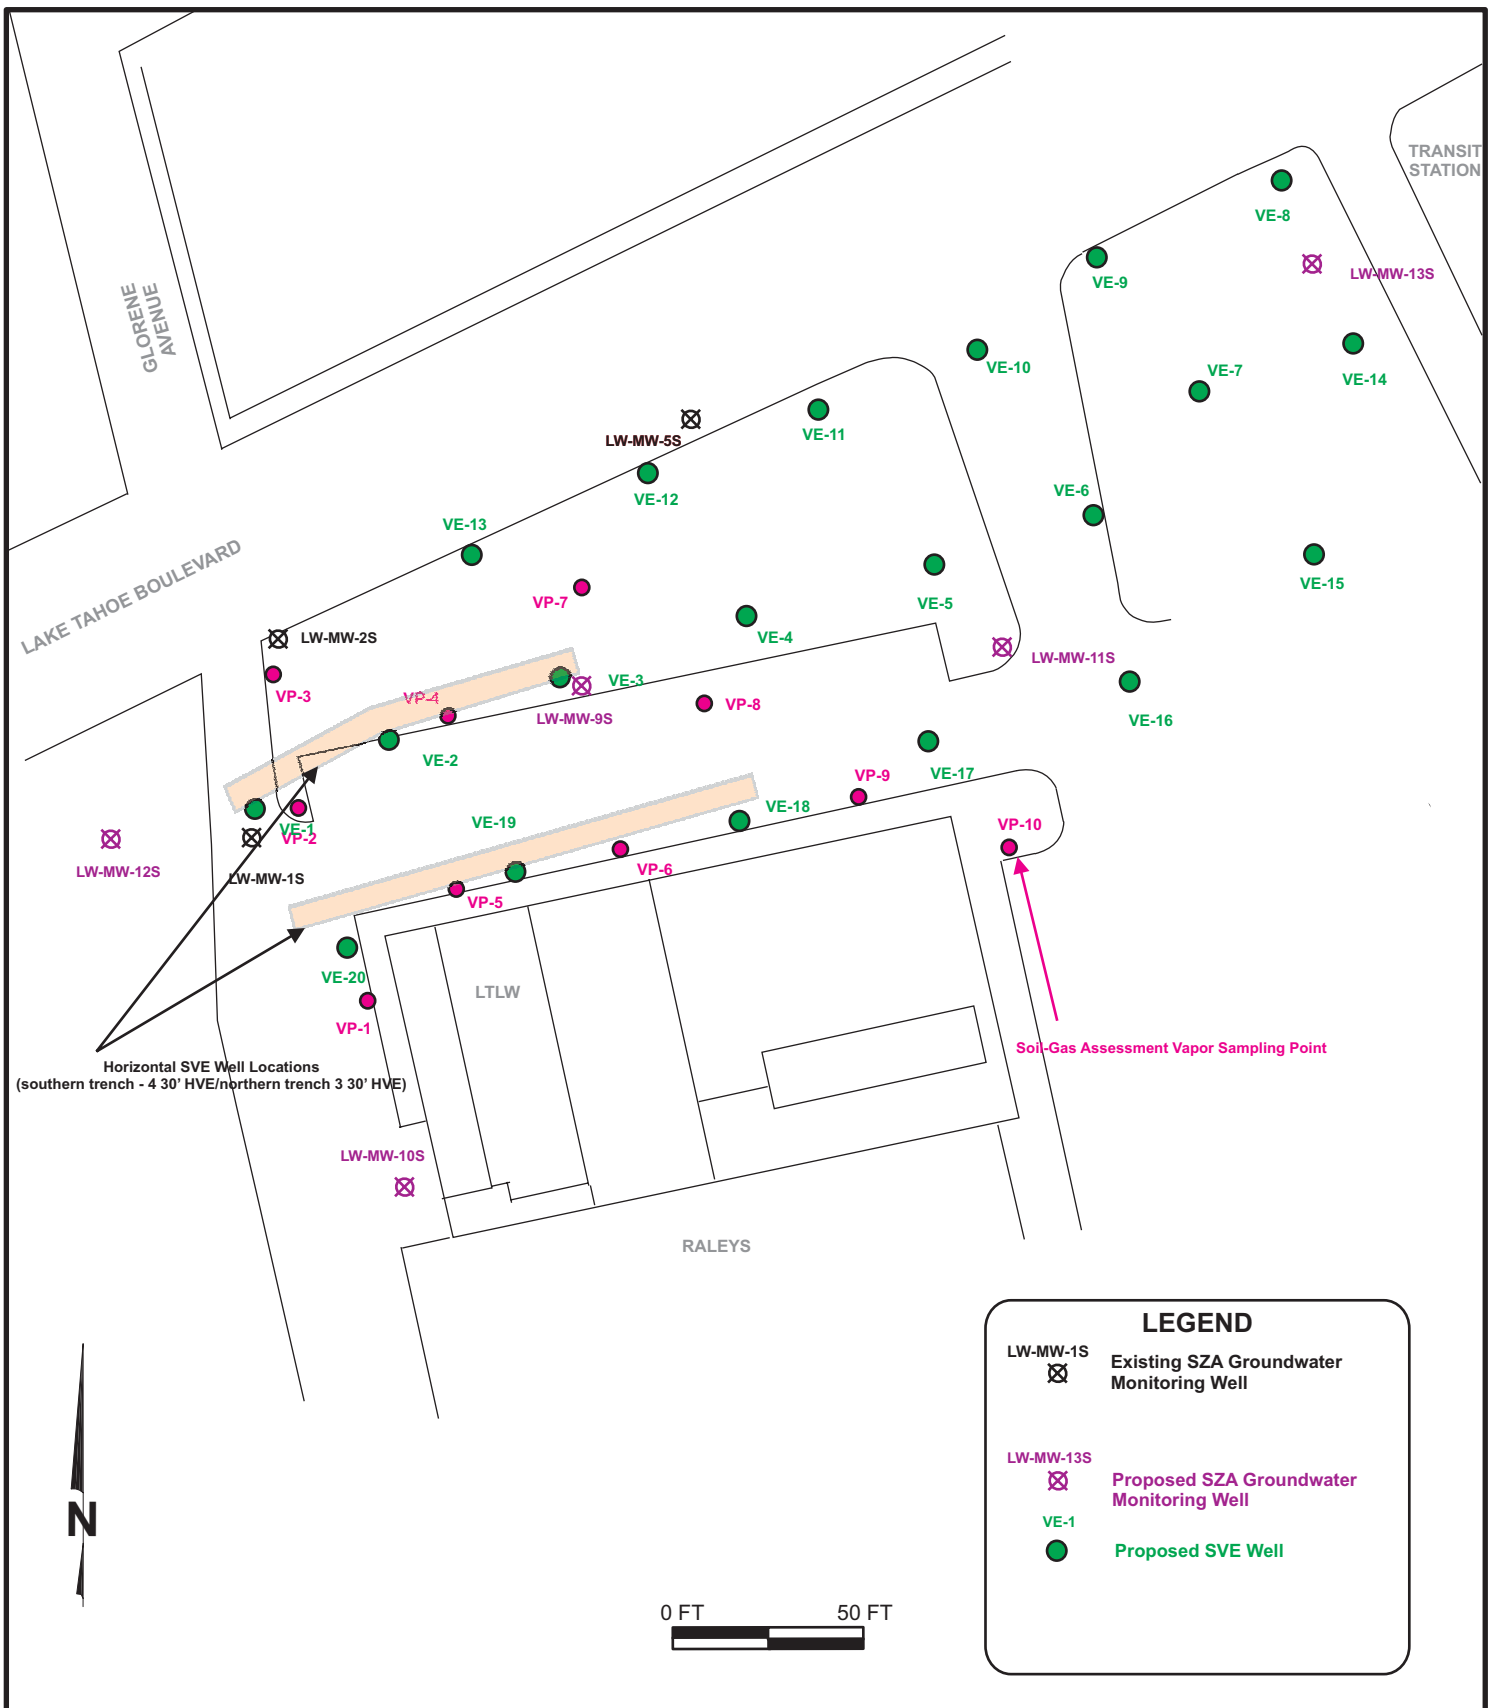 TRANSIT
STATION
VE-8
LW-MW-13S
VE-9
GLORENE
AVENUE
VE-10
VE-7
VE-14
VE-11
LW-MW-5S
VE-12
VE-6
VE-13
VE-15
LAKE TAHOE BOULEVARD
VP-7
VE-5
VE-4
LW-MW-2S
LW-MW-11S
VP-3
VP-4
VE-3
VP-8
LW-MW-9S
VE-16
VE-2
VE-17
VP-9
VE-18
VE-19
VE-1
VP-2
VP-10
LW-MW-12S
LW-MW-1S
VP-6
VP-5
VE-20
LTLW
VP-1
Soil-Gas Assessment Vapor Sampling Point
Horizontal SVE Well Locations
(southern trench - 4 30’ HVE/northern trench 3 30’ HVE)
LW-MW-10S
RALEYS
LEGEND
LW-MW-1S
Existing SZA Groundwater
Monitoring Well
LW-MW-13S
Proposed SZA Groundwater
Monitoring Well
VE-1
Proposed SVE Well
N
0 FT 50 FT